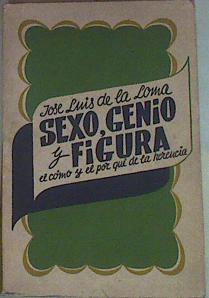 José Luis de la Loma
SEXO, GENIO
y FiGURA
el cómo y el por qué de la herencia